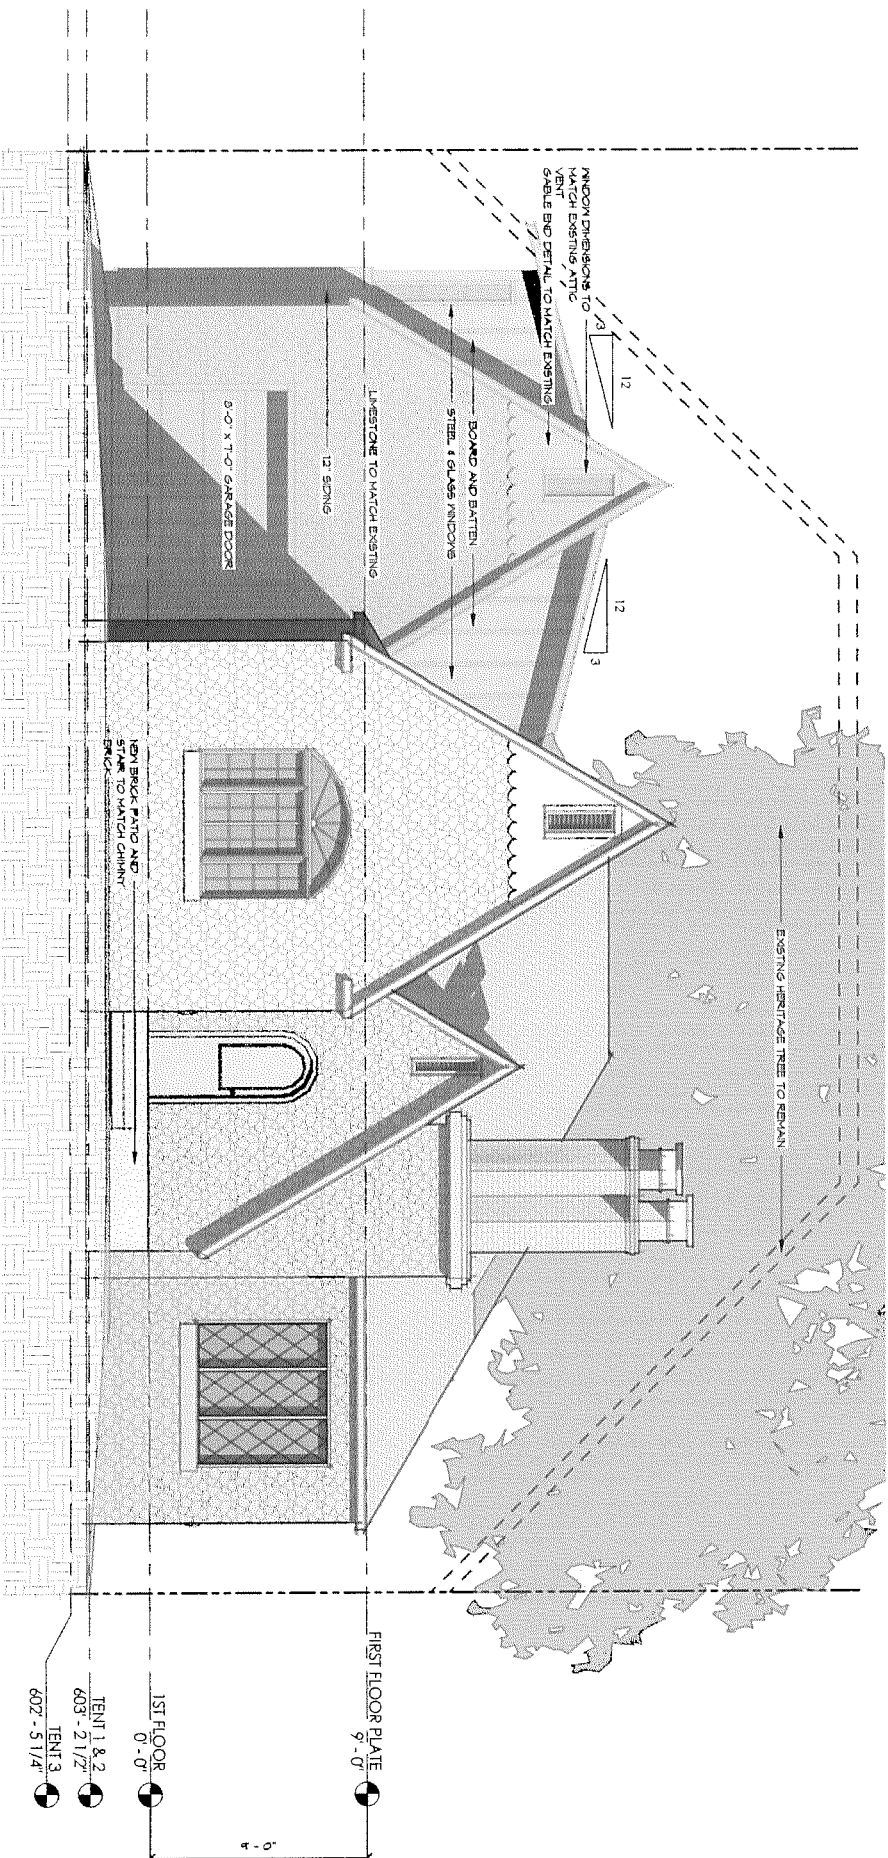 WINDOW DIMENSIONS TO
MATCH EXISTING ATTIC
VENT
GABLE END DETAIL TO MATCH EXISTING
3
12
12
3
BOARD AND BATTEN
STEEL & GLASS WINDOWS
LIMESTONE TO MATCH EXISTING
12" SIDING
8'-0" X 7'-0" GARAGE DOOR
EXISTING HERITAGE TREE TO REMAIN
NEW BRICK PATIO AND
STAIR TO MATCH CHIMNY
BRICK
FIRST FLOOR PLATE
9' - 0"
1ST FLOOR
0' - 0"
TENT 1 & 2
603' - 2 1/2"
TENT 3
602' - 5 1/4"
9' - 0"